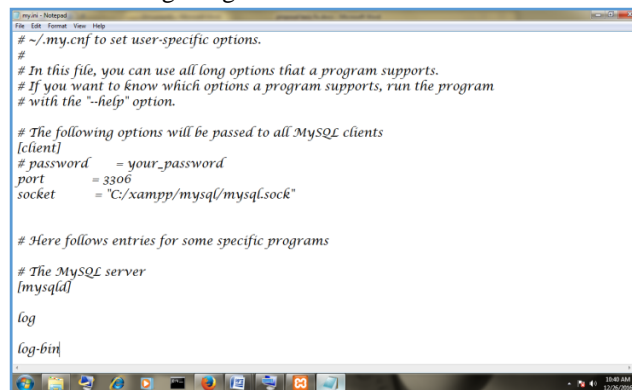 my.ini - Notepad
File Edit Format View Help
# ~/.my.cnf to set user-specific options.
#
# In this file, you can use all long options that a program supports.
# If you want to know which options a program supports, run the program
# with the "--help" option.
# The following options will be passed to all MySQL clients
[client]
# password = your_password
port = 3306
socket = "C:/xampp/mysql/mysql.sock"
# Here follows entries for some specific programs
# The MySQL server
[mysqld]
log
log-bin
10:40 AM
12/26/2016